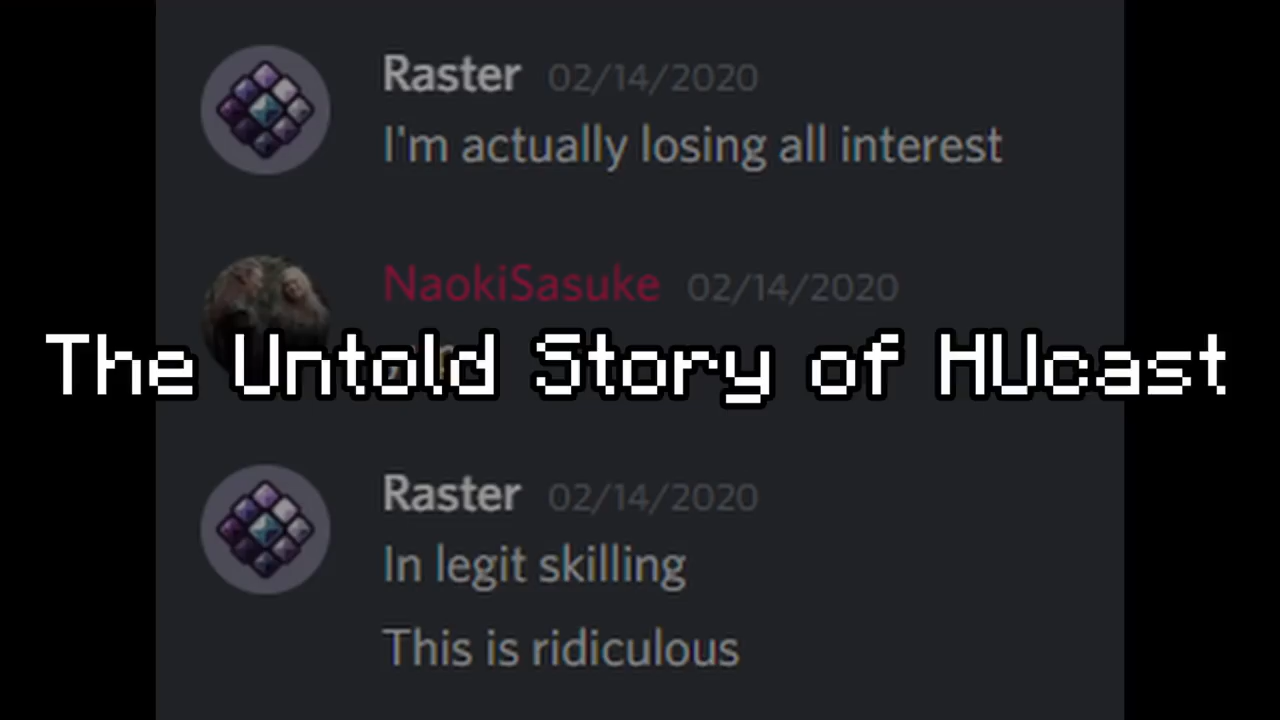 Raster 02/14/2020
I'm actually losing all interest
NaokiSasuke 02/14/2020
The Untold Story of HUcast
Raster 02/14/2020
In legit skilling
This is ridiculous